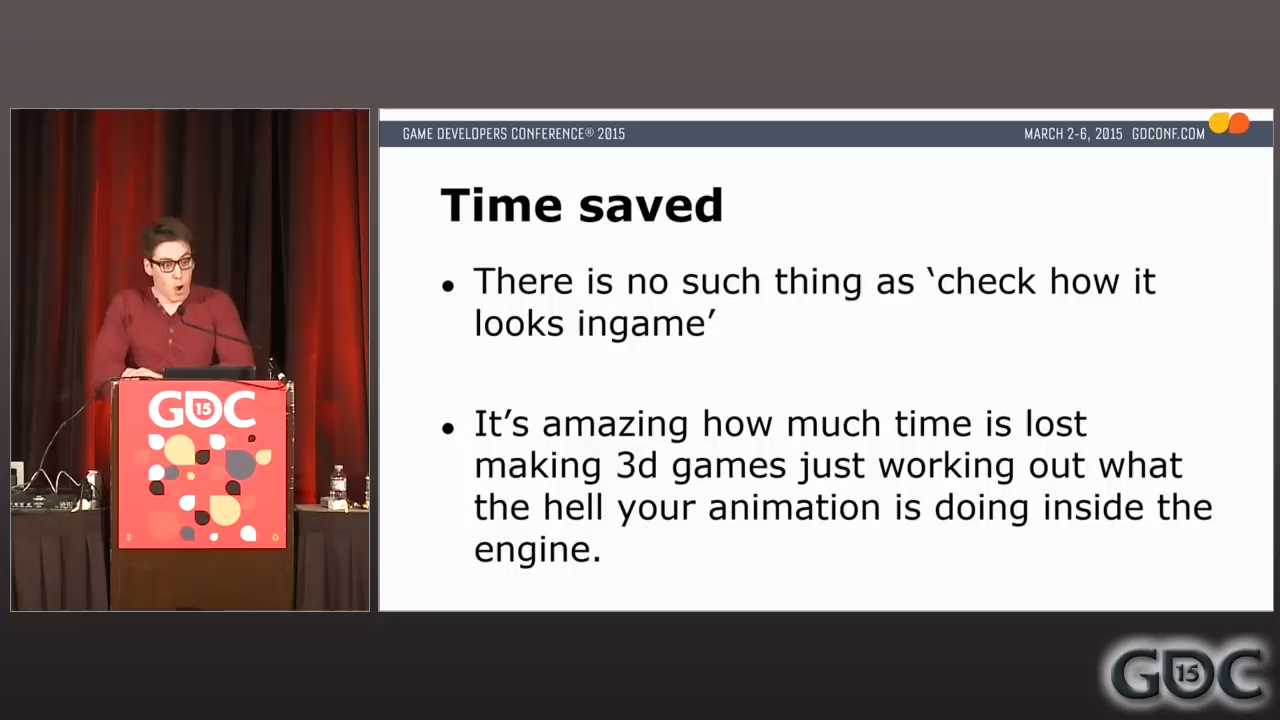 GAME DEVELOPERS CONFERENCE® 2015
MARCH 2-6, 2015 GDCONF.COM
Time saved
• There is no such thing as ‘check how it
looks ingame’
• It’s amazing how much time is lost
making 3d games just working out what
the hell your animation is doing inside the
engine.
GDC
15
GDC
15